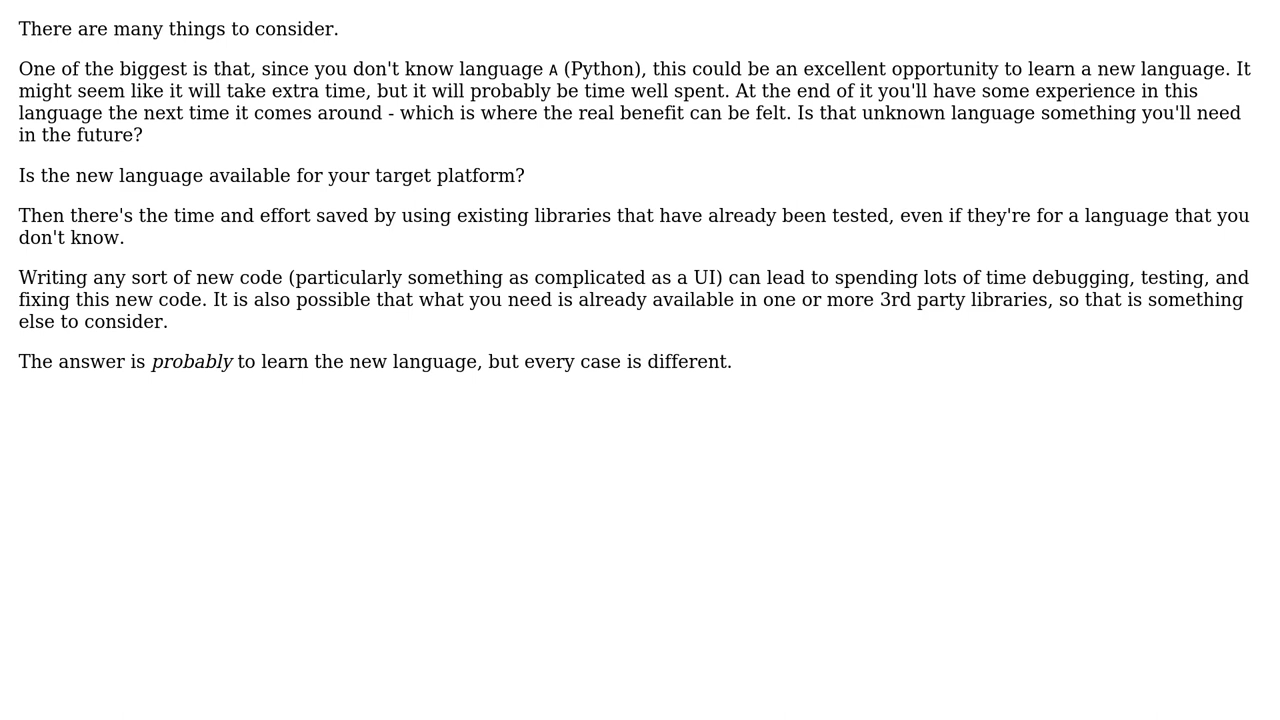 There are many things to consider.
One of the biggest is that, since you don't know language A (Python), this could be an excellent opportunity to learn a new language. It
might seem like it will take extra time, but it will probably be time well spent. At the end of it you'll have some experience in this
language the next time it comes around - which is where the real benefit can be felt. Is that unknown language something you'll need
in the future?
Is the new language available for your target platform?
Then there's the time and effort saved by using existing libraries that have already been tested, even if they're for a language that you
don't know.
Writing any sort of new code (particularly something as complicated as a UI) can lead to spending lots of time debugging, testing, and
fixing this new code. It is also possible that what you need is already available in one or more 3rd party libraries, so that is something
else to consider.
The answer is probably to learn the new language, but every case is different.